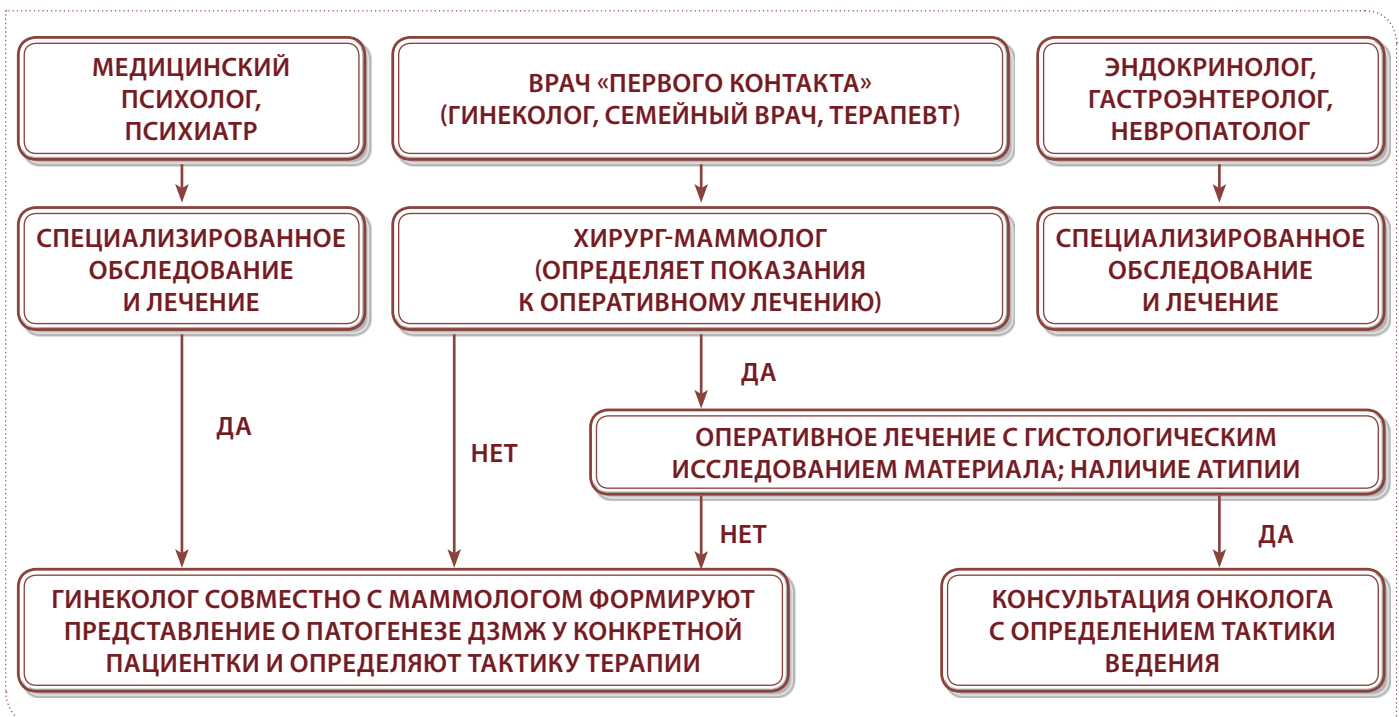 МЕДИЦИНСКИЙ
ПСИХОЛОГ,
ПСИХИАТР
ВРАЧ «ПЕРВОГО КОНТАКТА»
(ГИНЕКОЛОГ, СЕМЕЙНЫЙ ВРАЧ, ТЕРАПЕВТ)
ЭНДОКРИНОЛОГ,
ГАСТРОЭНТЕРОЛОГ,
НЕВРОПАТОЛОГ
СПЕЦИАЛИЗИРОВАННОЕ
ОБСЛЕДОВАНИЕ
И ЛЕЧЕНИЕ
ХИРУРГ-МАММОЛОГ
(ОПРЕДЕЛЯЕТ ПОКАЗАНИЯ
К ОПЕРАТИВНОМУ ЛЕЧЕНИЮ)
СПЕЦИАЛИЗИРОВАННОЕ
ОБСЛЕДОВАНИЕ
И ЛЕЧЕНИЕ
ДА
ДА
НЕТ
ОПЕРАТИВНОЕ ЛЕЧЕНИЕ С ГИСТОЛОГИЧЕСКИМ
ИССЛЕДОВАНИЕМ МАТЕРИАЛА; НАЛИЧИЕ АТИПИИ
НЕТ
ДА
ГИНЕКОЛОГ СОВМЕСТНО С МАММОЛОГОМ ФОРМИРУЮТ
ПРЕДСТАВЛЕНИЕ О ПАТОГЕНЕЗЕ ДЗМЖ У КОНКРЕТНОЙ
ПАЦИЕНТКИ И ОПРЕДЕЛЯЮТ ТАКТИКУ ТЕРАПИИ
КОНСУЛЬТАЦИЯ ОНКОЛОГА
С ОПРЕДЕЛЕНИЕМ ТАКТИКИ
ВЕДЕНИЯ